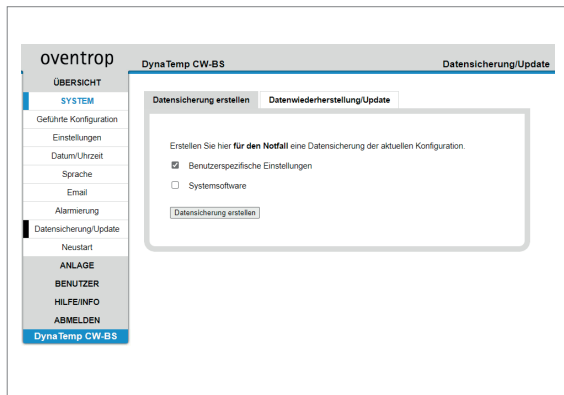 oventrop
DynaTemp CW-BS
Datensicherung/Update
ÜBERSICHT
SYSTEM
Geführte Konfiguration
Einstellungen
Datum/Uhrzeit
Sprache
Email
Alarmierung
Datensicherung/Update
Neustart
ANLAGE
BENUTZER
HILFE/INFO
ABMELDEN
DynaTemp CW-BS
Datensicherung erstellen
Datenwiederherstellung/Update
Erstellen Sie hier für den Notfall eine Datensicherung der aktuellen Konfiguration.
Benutzerspezifische Einstellungen
Systemsoftware
Datensicherung erstellen